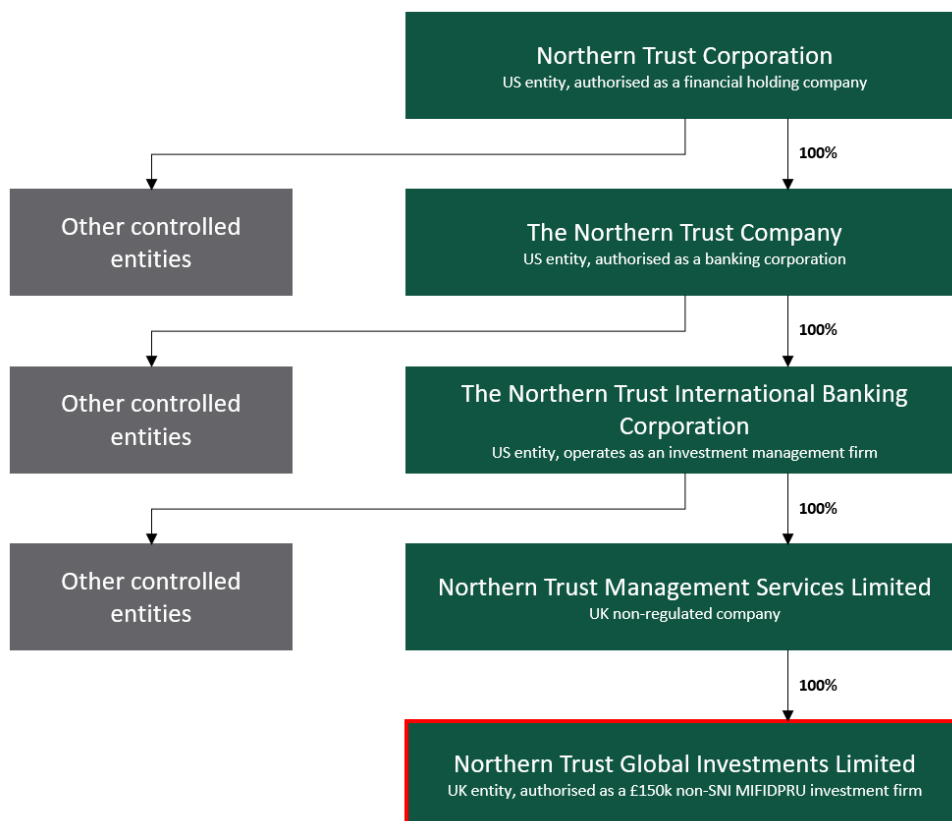 Northern Trust Corporation
US entity, authorised as a financial holding company
100%
Other controlled
entities
The Northern Trust Company
US entity, authorised as a banking corporation
100%
Other controlled
entities
The Northern Trust International Banking
Corporation
US entity, operates as an investment management firm
100%
Other controlled
entities
Northern Trust Management Services Limited
UK non-regulated company
100%
Northern Trust Global Investments Limited
UK entity, authorised as a £150k non-SNI MIFIDPRU investment firm